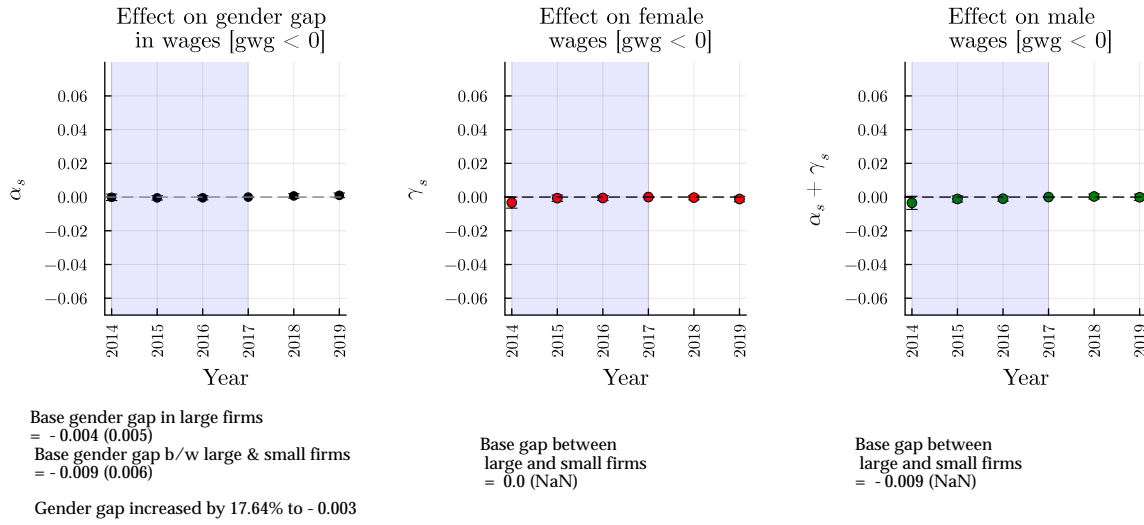 Effect on gender gap
in wages [gwg < 0]
0.06
0.04
0.02
0.00
−0.02
−0.04
−0.06
α_s
2014
2015
2016
2017
2018
2019
Year
Base gender gap in large firms
= - 0.004 (0.005)
Base gender gap b/w large & small firms
= - 0.009 (0.006)
Gender gap increased by 17.64% to - 0.003
Effect on female
wages [gwg < 0]
0.06
0.04
0.02
0.00
−0.02
−0.04
−0.06
γ_s
2014
2015
2016
2017
2018
2019
Year
Base gap between
large and small firms
= 0.0 (NaN)
Effect on male
wages [gwg < 0]
0.06
0.04
0.02
0.00
−0.02
−0.04
−0.06
α_s + γ_s
2014
2015
2016
2017
2018
2019
Year
Base gap between
large and small firms
= - 0.009 (NaN)